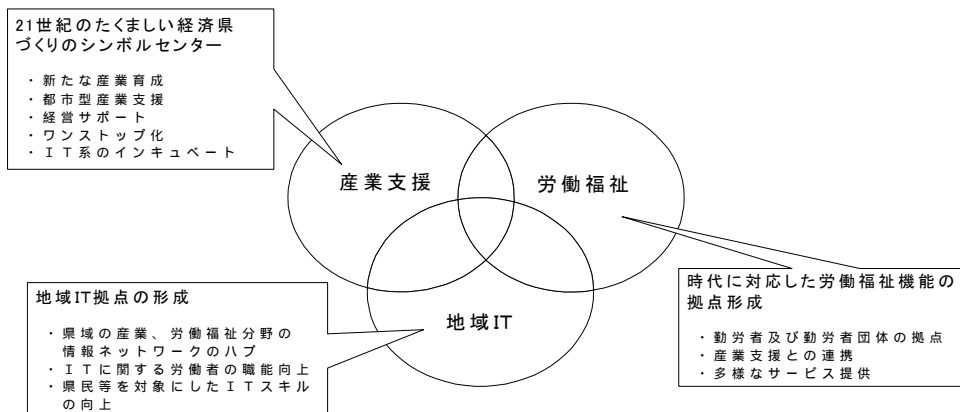 21世紀のたくましい経済県
づくりのシンボルセンター
・新たな産業育成
・都市型産業支援
・経営サポート
・ワンストップ化
・ＩＴ系のインキュベート
産業支援
労働福祉
地域IT
時代に対応した労働福祉機能の
拠点形成
・勤労者及び勤労者団体の拠点
・産業支援との連携
・多様なサービス提供
地域IT拠点の形成
・県域の産業、労働福祉分野の
情報ネットワークのハブ
・ＩＴに関する労働者の職能向上
・県民等を対象にしたＩＴスキル
の向上